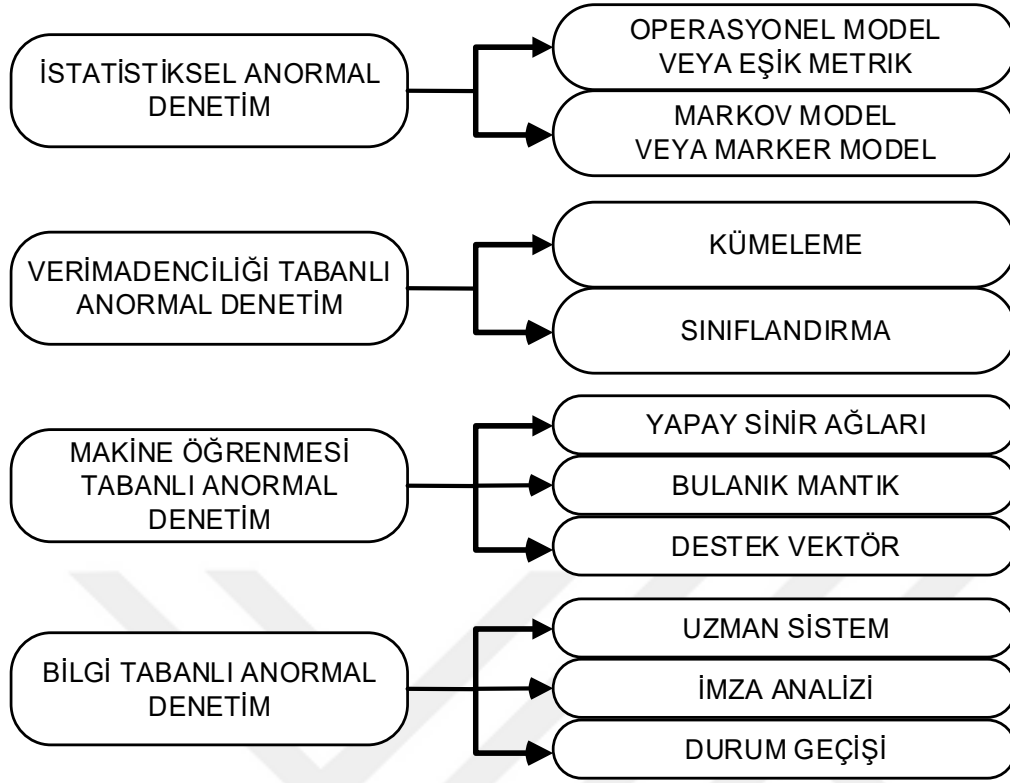 İSTATİSTİKSEL ANORMAL
DENETİM
OPERASYONEL MODEL
VEYA EŞİK METRIK
MARKOV MODEL
VEYA MARKER MODEL
VERİMADENCİLİĞİ TABANLI
ANORMAL DENETİM
KÜMELEME
SINIFLANDIRMA
MAKİNE ÖĞRENMESİ
TABANLI ANORMAL
DENETİM
YAPAY SİNİR AĞLARI
BULANIK MANTIK
DESTEK VEKTÖR
BİLGİ TABANLI ANORMAL
DENETİM
UZMAN SİSTEM
İMZA ANALİZİ
DURUM GEÇİŞİ